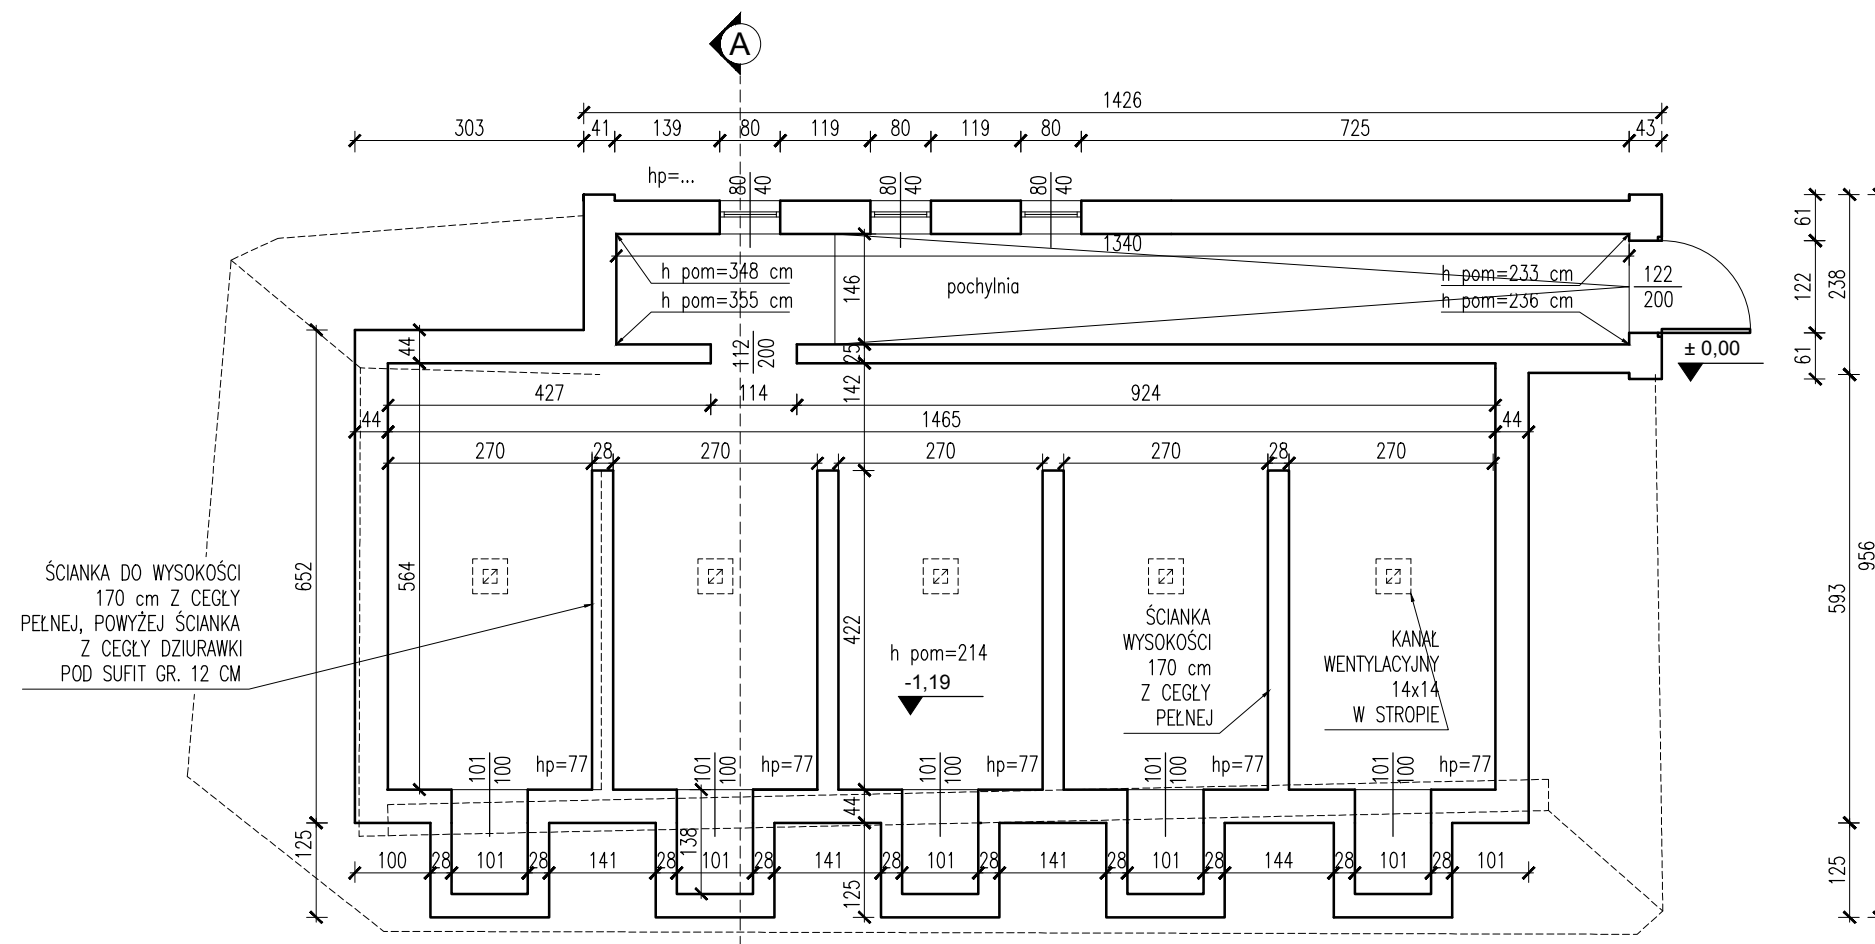 A
1426
303 41 139 80 119 80 119 80 725 43
hp=...
80 40 80 40 80 40
1340
h pom=348 cm
h pom=355 cm
146
pochylnia
h pom=233 cm
h pom=236 cm
122
200
61
122
61
238
± 0,00
44
112 200
25
142
427 114 924
44 1465 44
270 28 270 270 270 28 270
ŚCIANKA DO WYSOKOŚCI
170 cm Z CEGŁY
PEŁNEJ, POWYŻEJ ŚCIANKA
Z CEGŁY DZIURAWKI
POD SUFIT GR. 12 CM
652
564
422
h pom=214
-1,19
ŚCIANKA
WYSOKOŚCI
170 cm
Z CEGŁY
PEŁNEJ
KANAŁ
WENTYLACYJNY
14x14
W STROPIE
593
956
101 100 hp=77 101 100 hp=77 101 100 hp=77 101 100 hp=77 101 100 hp=77
44
125
138
125
125
100 28 101 28 141 28 101 28 141 28 101 28 141 28 101 28 144 28 101 28 101